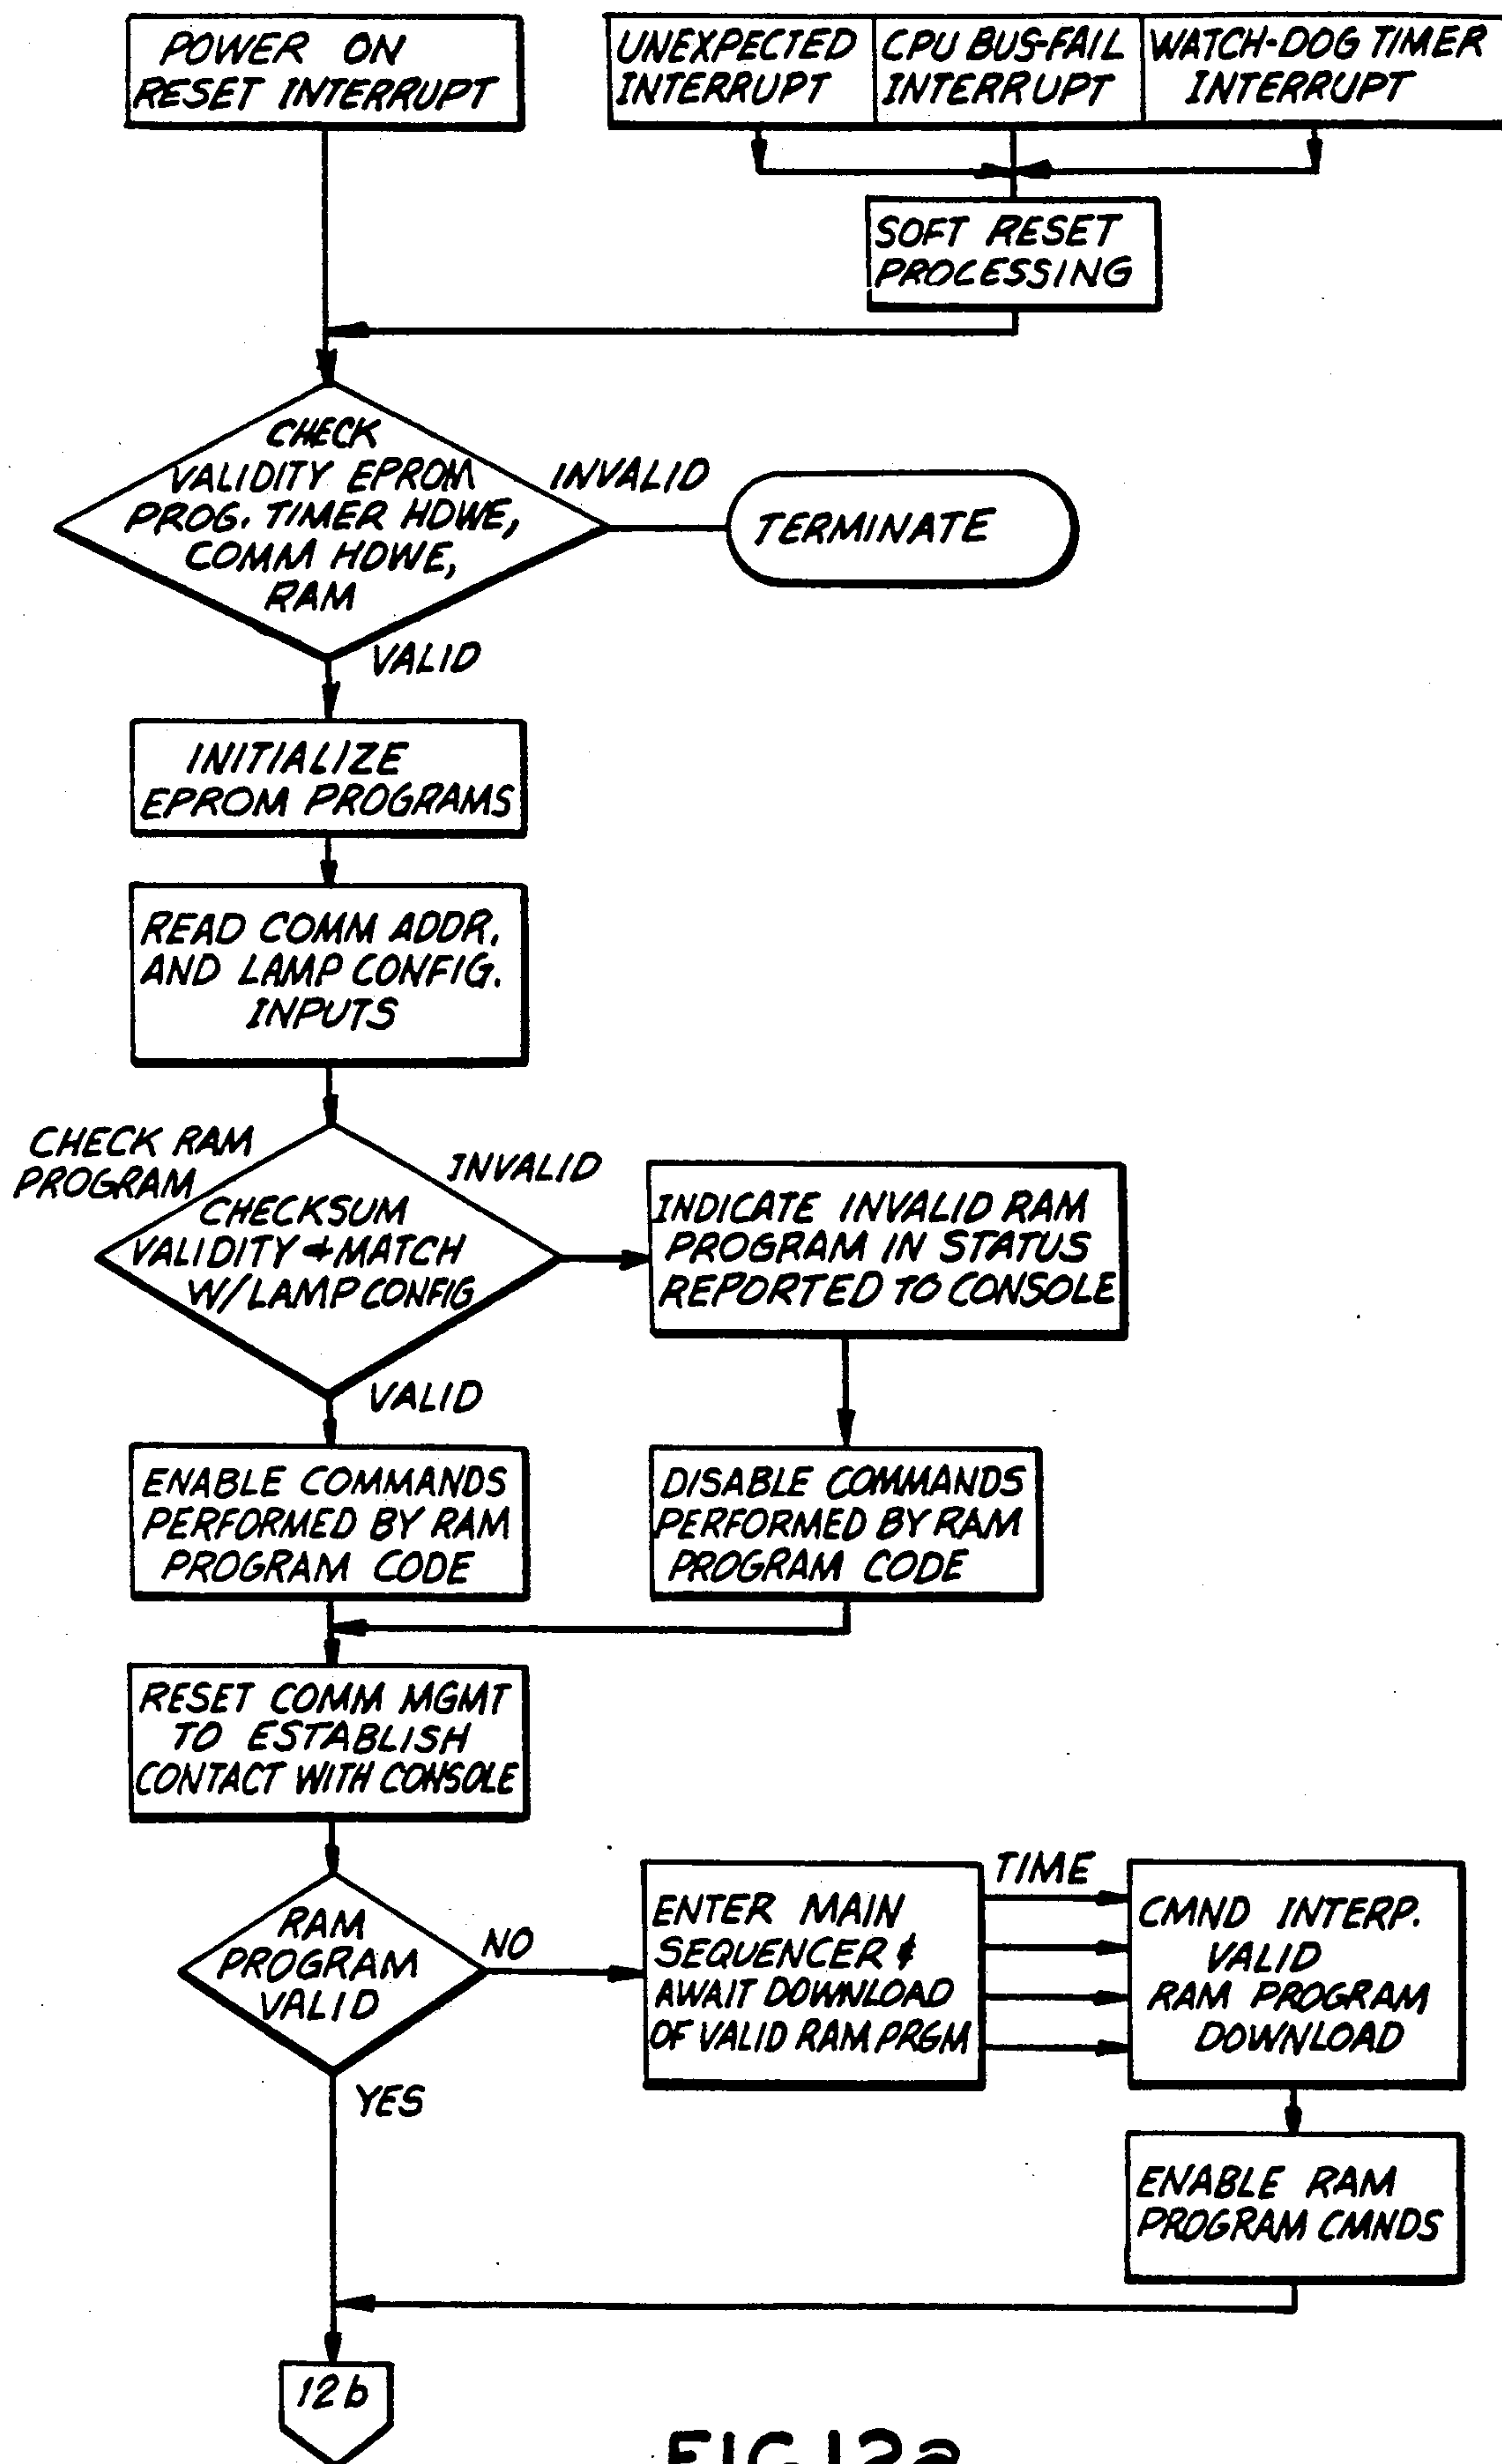 POWER ON
RESET INTERRUPT
UNEXPECTED
INTERRUPT
CPU BUS-FAIL
INTERRUPT
WATCH-DOG TIMER
INTERRUPT
SOFT RESET
PROCESSING
CHECK
VALIDITY EPROM
PROG. TIMER HDWE,
COMM HDWE,
RAM
INVALID
TERMINATE
VALID
INITIALIZE
EPROM PROGRAMS
READ COMM ADDR.
AND LAMP CONFIG.
INPUTS
CHECK RAM
PROGRAM
CHECKSUM
VALIDITY & MATCH
W/LAMP CONFIG
INVALID
INDICATE INVALID RAM
PROGRAM IN STATUS
REPORTED TO CONSOLE
VALID
ENABLE COMMANDS
PERFORMED BY RAM
PROGRAM CODE
DISABLE COMMANDS
PERFORMED BY RAM
PROGRAM CODE
RESET COMM MGMT
TO ESTABLISH
CONTACT WITH CONSOLE
RAM
PROGRAM
VALID
NO
ENTER MAIN
SEQUENCER &
AWAIT DOWNLOAD
OF VALID RAM PRGM
TIME
CMND INTERP.
VALID
RAM PROGRAM
DOWNLOAD
YES
ENABLE RAM
PROGRAM CMNDS
12b
FIG.12a